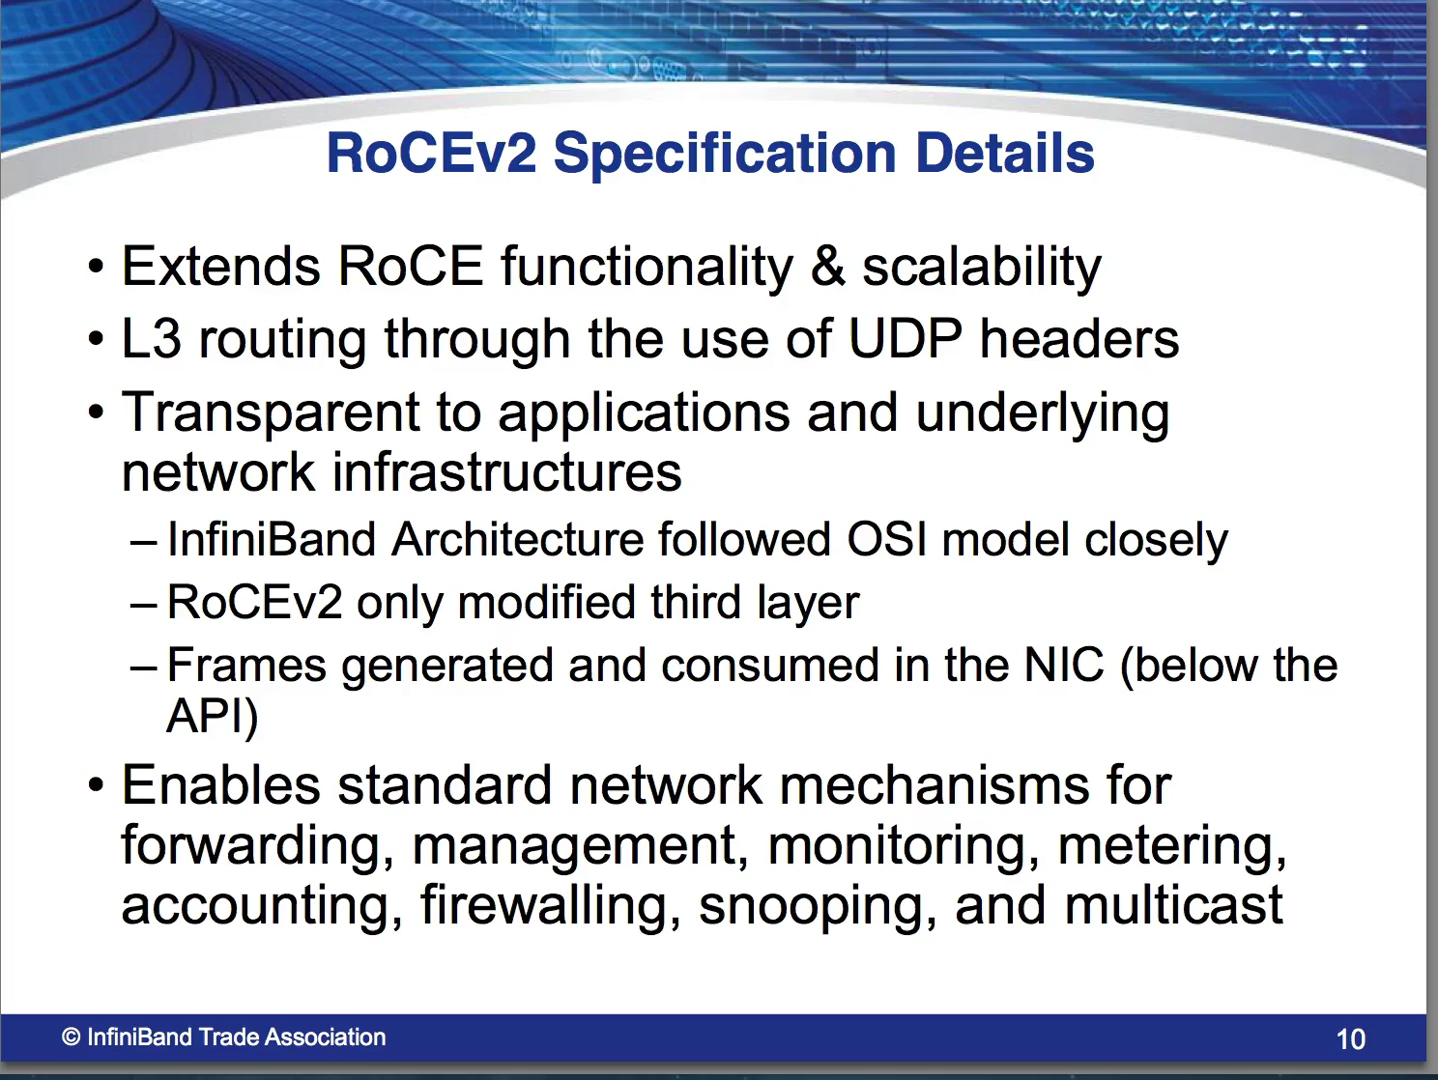 RoCEv2 Specification Details
• Extends RoCE functionality & scalability
• L3 routing through the use of UDP headers
• Transparent to applications and underlying
network infrastructures
– InfiniBand Architecture followed OSI model closely
– RoCEv2 only modified third layer
– Frames generated and consumed in the NIC (below the
API)
• Enables standard network mechanisms for
forwarding, management, monitoring, metering,
accounting, firewalling, snooping, and multicast
© InfiniBand Trade Association
10